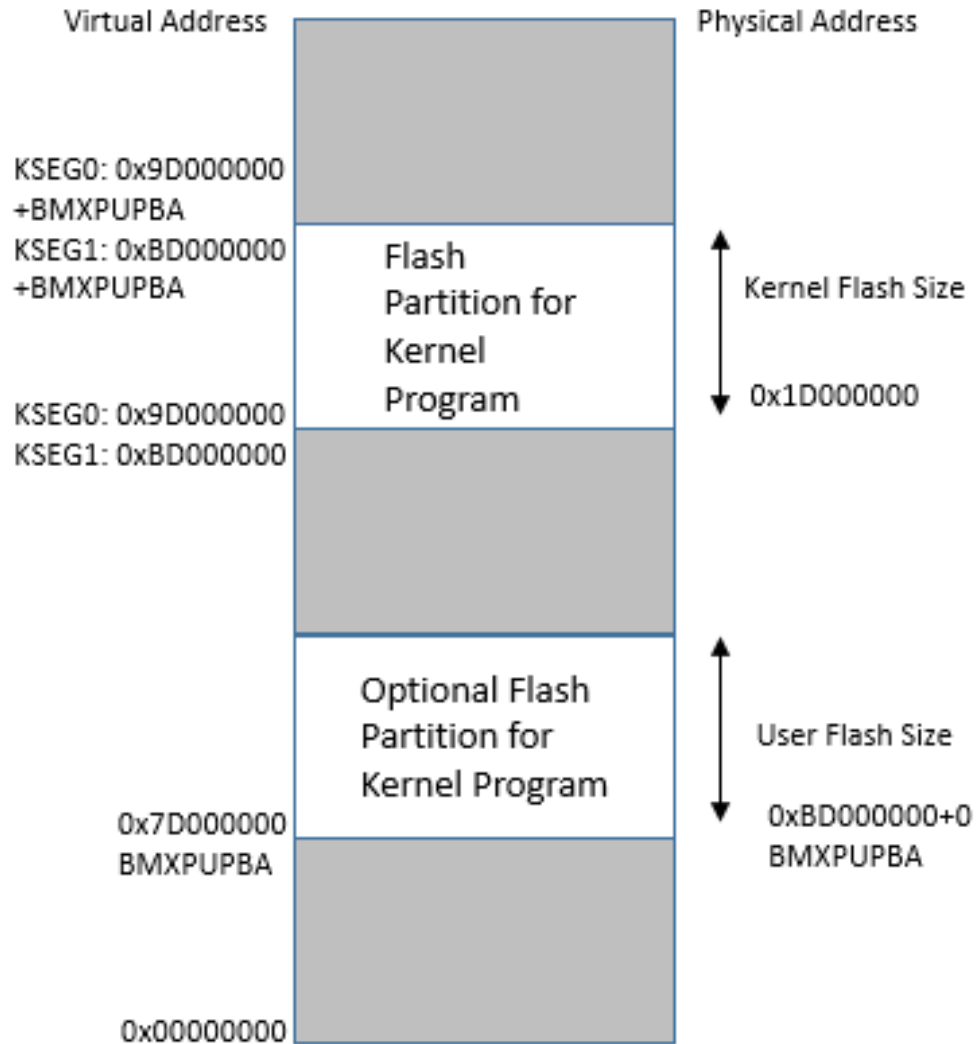 Virtual Address
Physical Address
KSEG0: 0x9D000000
+BMXPUPBA
KSEG1: 0xBD000000
+BMXPUPBA
Flash
Partition for
Kernel
Program
Kernel Flash Size
0x1D000000
KSEG0: 0x9D000000
KSEG1: 0xBD000000
Optional Flash
Partition for
Kernel Program
User Flash Size
0x7D000000
BMXPUPBA
0xBD000000+0
BMXPUPBA
0x00000000